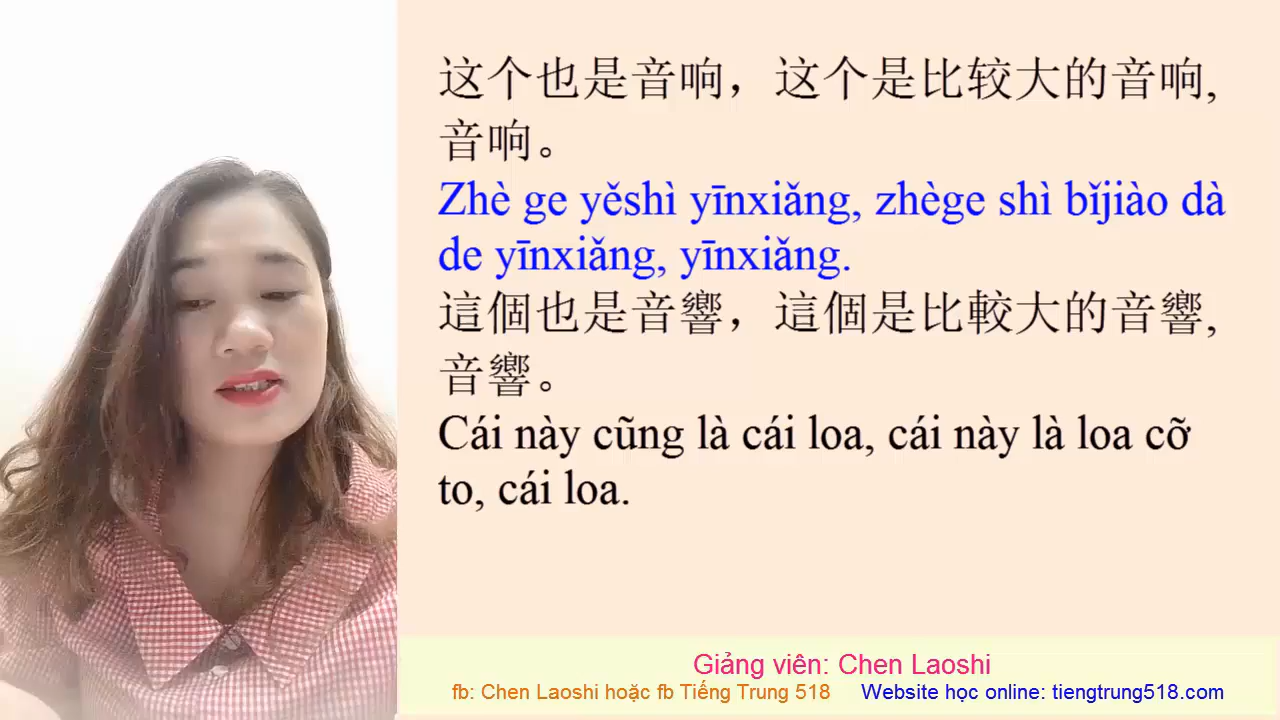 这个也是音响，这个是比较大的音响,
音响。
Zhè ge yěshì yīnxiǎng, zhège shì bǐjiào dà
de yīnxiǎng, yīnxiǎng.
這個也是音響，這個是比較大的音響,
音響。
Cái này cũng là cái loa, cái này là loa cỡ
to, cái loa.
Giảng viên: Chen Laoshi
fb: Chen Laoshi hoặc fb Tiếng Trung 518 Website học online: tiengtrung518.com